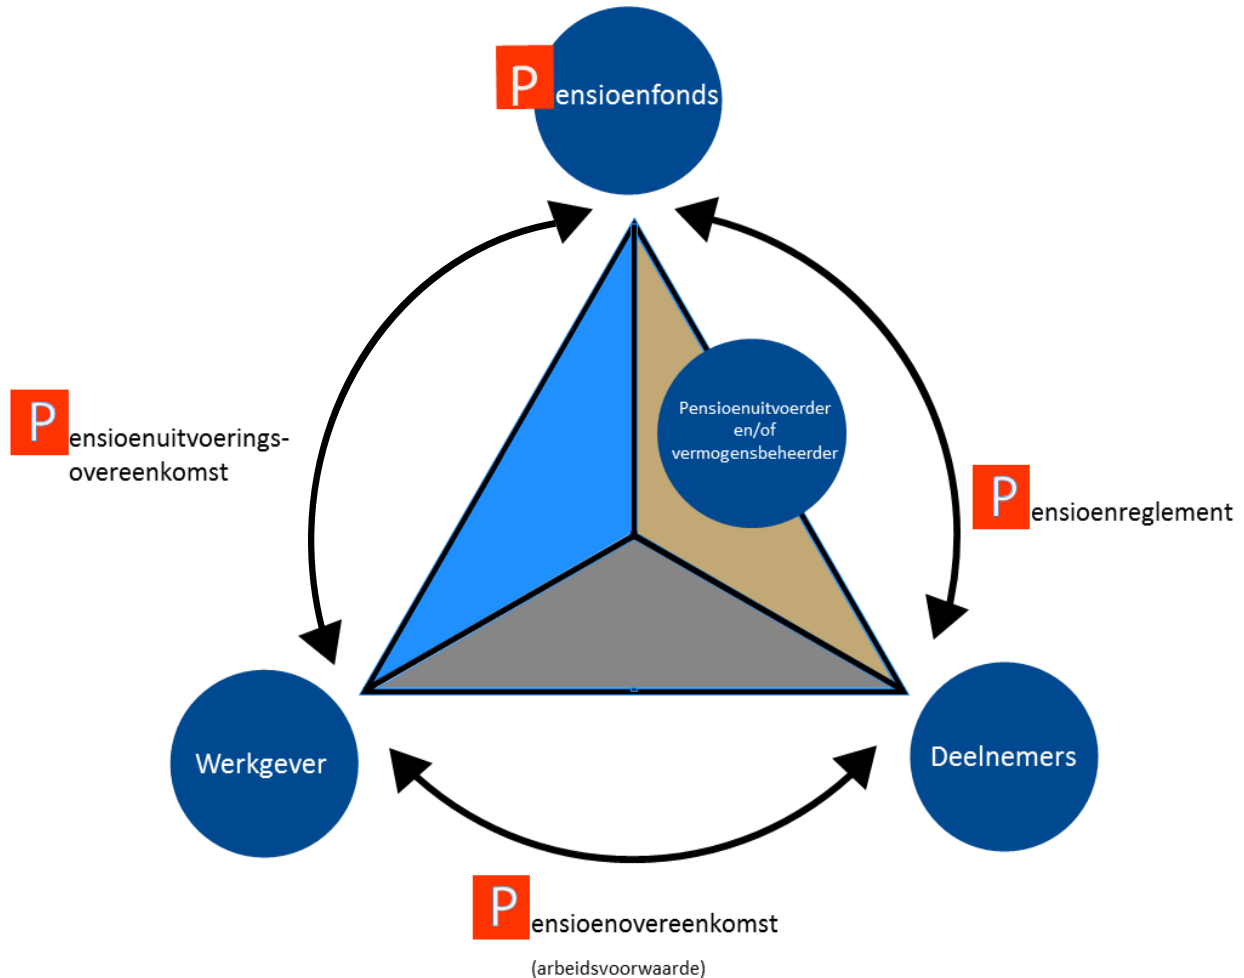 Pensioenfonds
Pensioenuitvoerder
en/of
vermogensbeheerder
Pensioenuitvoerings-
overeenkomst
Pensioenreglement
Werkgever
Deelnemers
Pensioenovereenkomst
(arbeidsvoorwaarde)